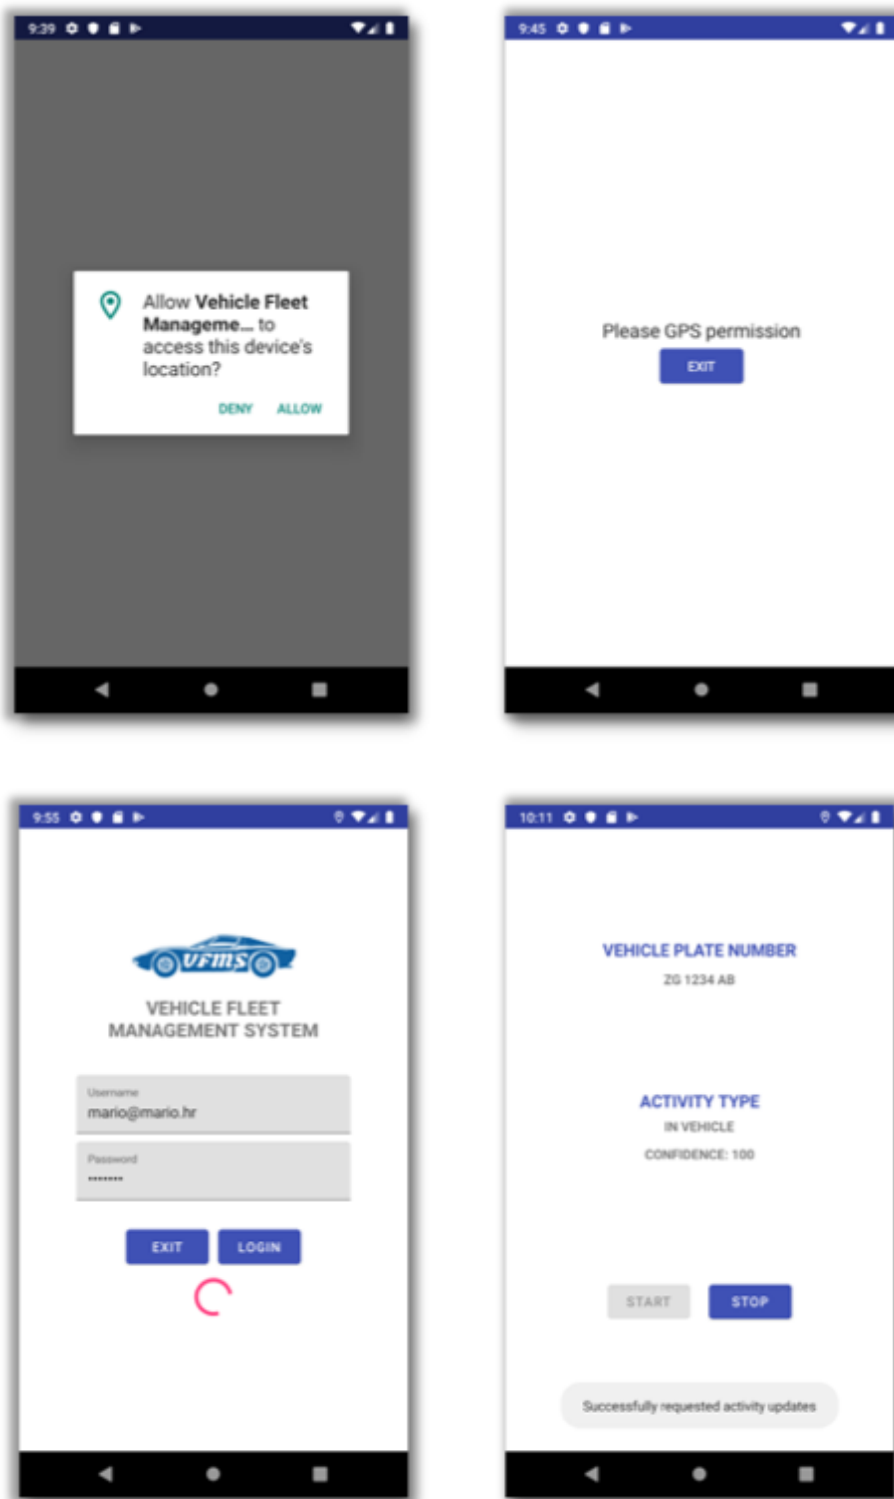 9:39
Allow Vehicle Fleet
Manageme... to
access this device's
location?
DENY ALLOW
9:45
Please GPS permission
EXIT
9:55
VFMS
VEHICLE FLEET
MANAGEMENT SYSTEM
Username
mario@mario.hr
Password
•••••••
EXIT LOGIN
10:11
VEHICLE PLATE NUMBER
ZG 1234 AB
ACTIVITY TYPE
IN VEHICLE
CONFIDENCE: 100
START STOP
Successfully requested activity updates